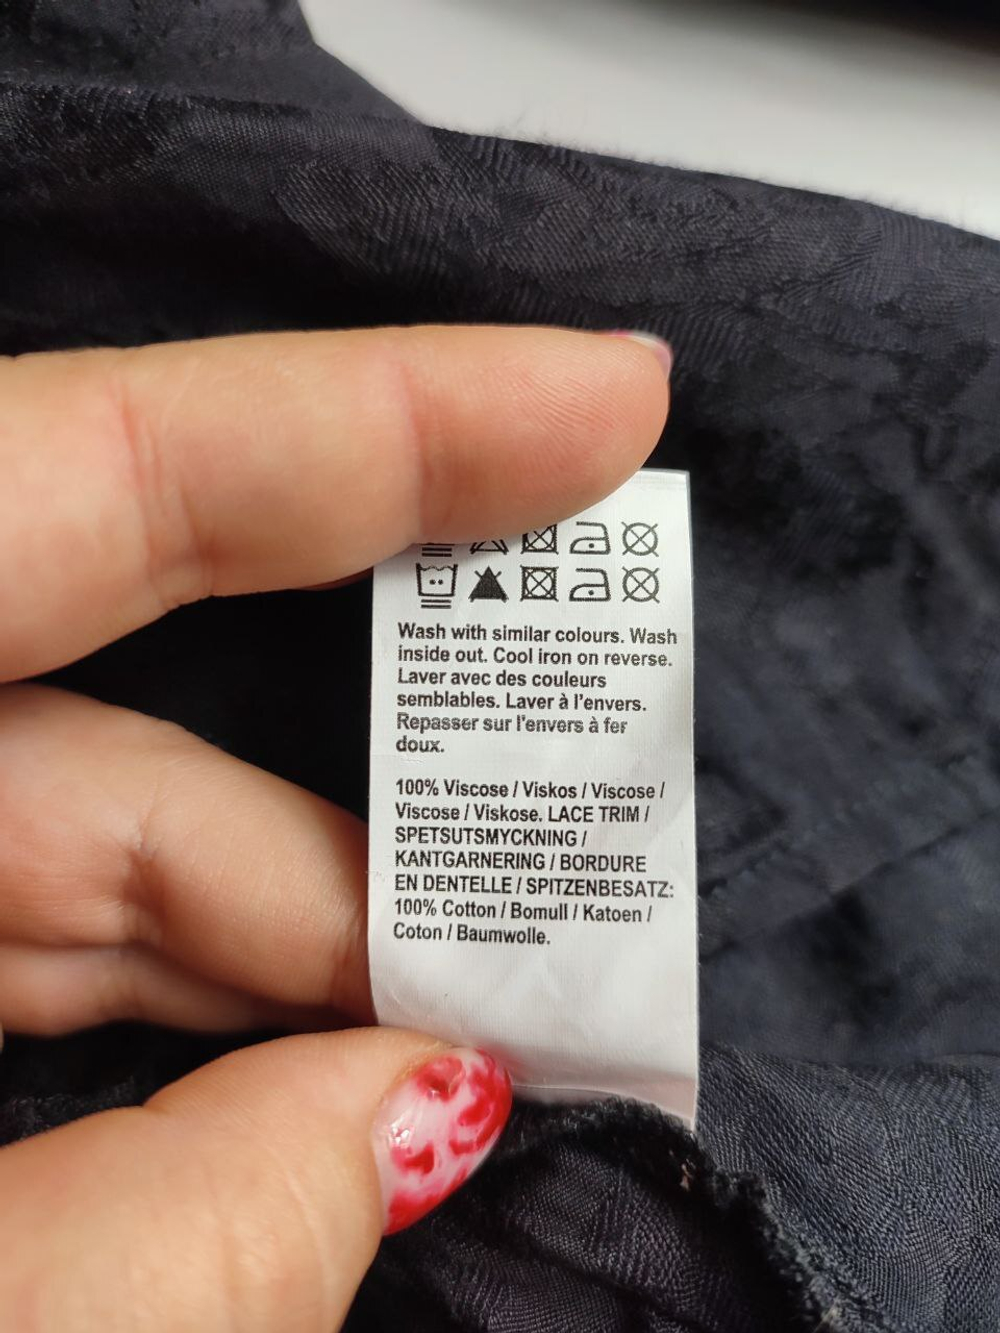 Wash with similar colours. Wash
inside out. Cool iron on reverse.
Laver avec des couleurs
semblables. Laver à l'envers.
Repasser sur l'envers à fer
doux.
100% Viscose / Viskos / Viscose /
Viscose / Viskose. LACE TRIM /
SPETSUTSMYCKNING /
KANTGARNERING / BORDURE
EN DENTELLE / SPITZENBESATZ:
100% Cotton / Bomull / Katoen /
Coton / Baumwolle.